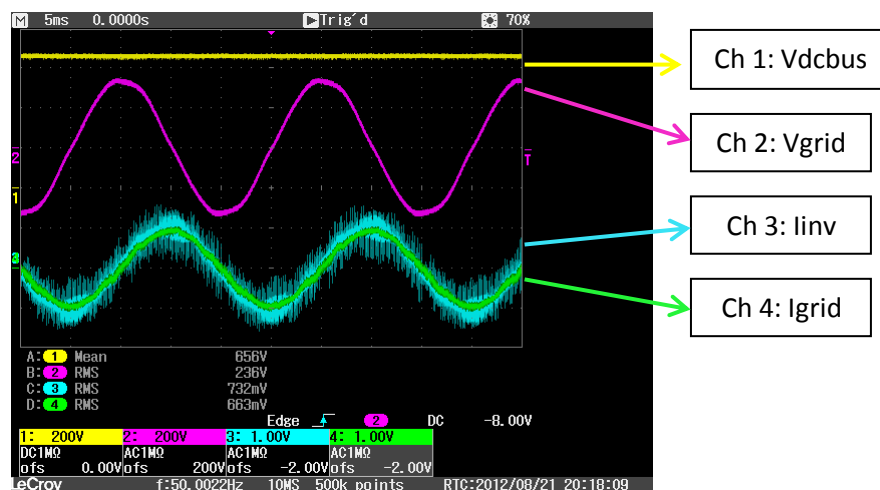 M 5ms 0.0000s Trig'd 70%
Ch 1: Vdcbus
Ch 2: Vgrid
2
T
1
Ch 3: Iinv
3
Ch 4: Igrid
A: 1 Mean 656V
B: 2 RMS 236V
C: 3 RMS 732mV
D: 4 RMS 663mV
Edge 2 DC -8.00V
1: 200V 2: 200V 3: 1.00V 4: 1.00V
DC1MΩ AC1MΩ AC1MΩ AC1MΩ
ofs 0.00V ofs 200V ofs -2.00V ofs -2.00V
LeCroy f:50.0022Hz 10MS 500k points RTC:2012/08/21 20:18:09